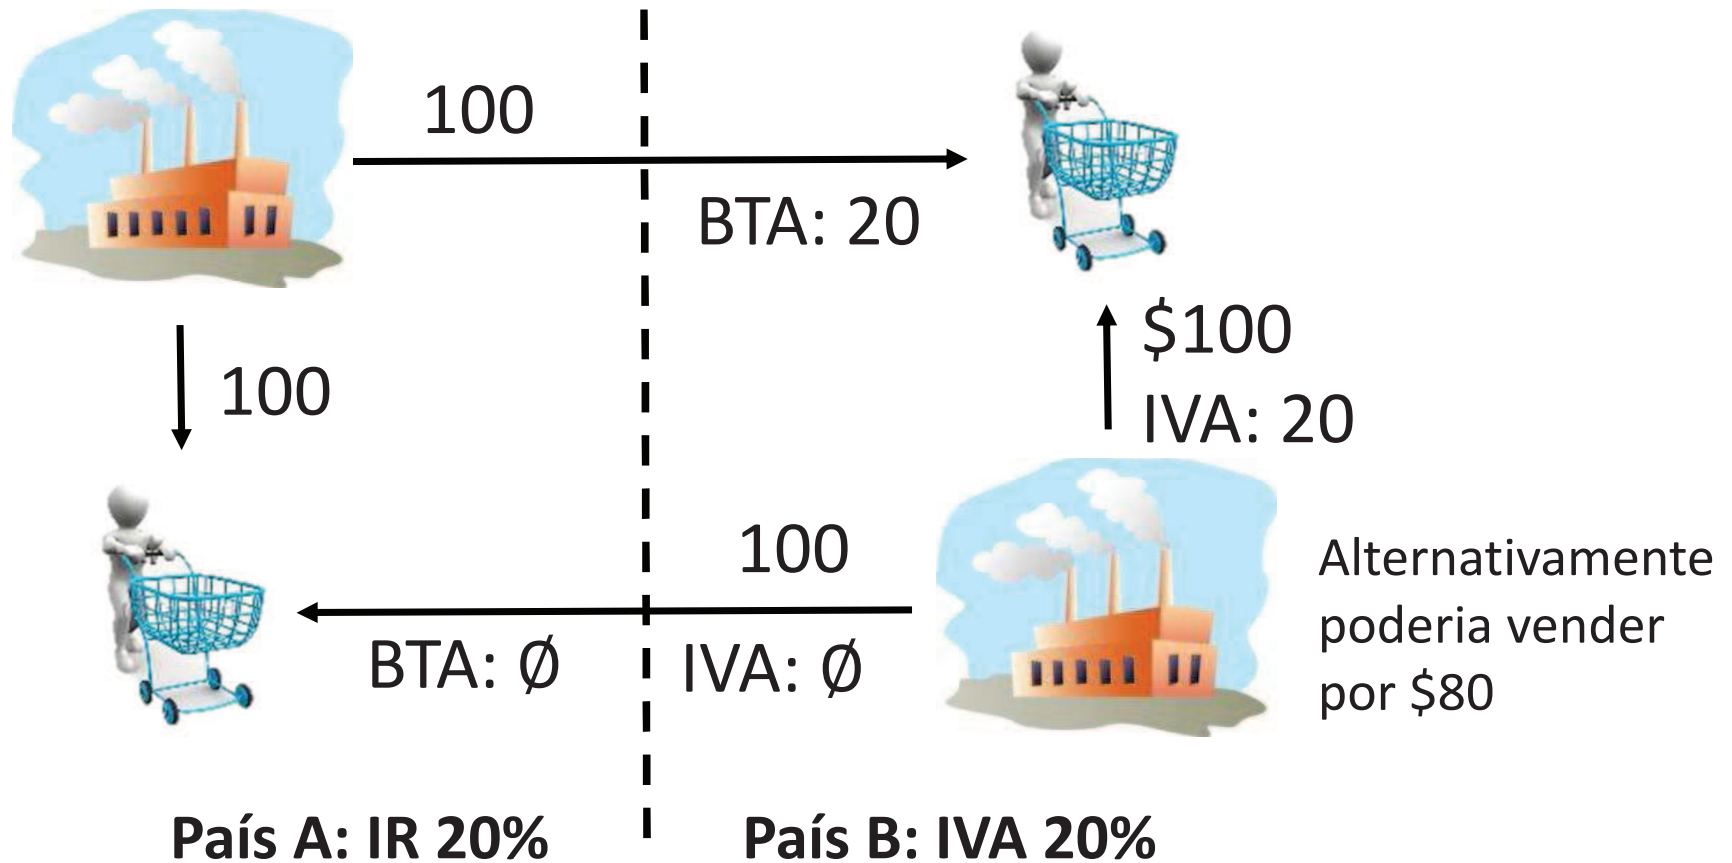 100
BTA: 20
$100
100
IVA: 20
100
Alternativamente
poderia vender
por $80
BTA: Ø
IVA: Ø
País A: IR 20%
País B: IVA 20%